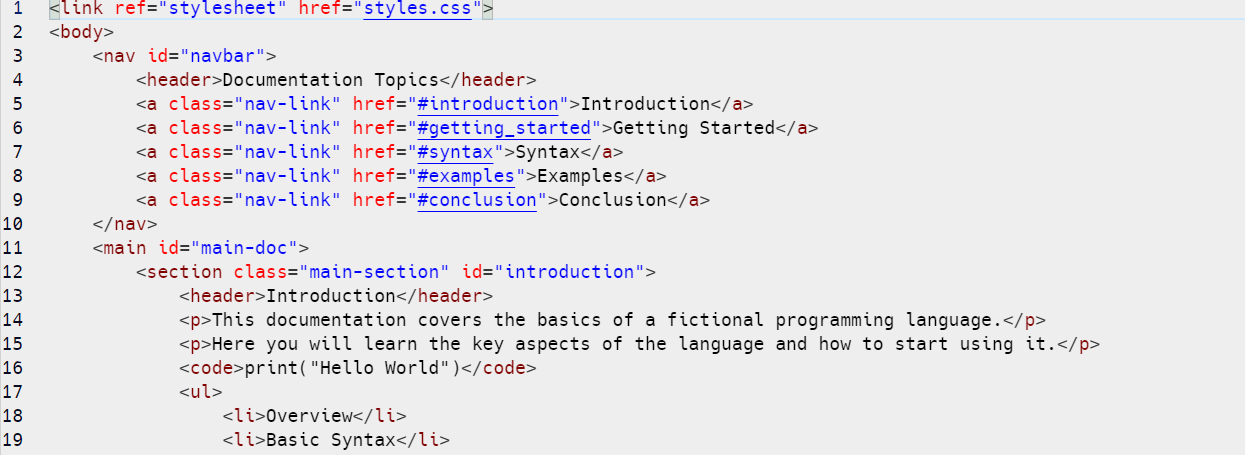 1 <link ref="stylesheet" href="styles.css">
2 <body>
3     <nav id="navbar">
4         <header>Documentation Topics</header>
5         <a class="nav-link" href="#introduction">Introduction</a>
6         <a class="nav-link" href="#getting_started">Getting Started</a>
7         <a class="nav-link" href="#syntax">Syntax</a>
8         <a class="nav-link" href="#examples">Examples</a>
9         <a class="nav-link" href="#conclusion">Conclusion</a>
10     </nav>
11     <main id="main-doc">
12         <section class="main-section" id="introduction">
13             <header>Introduction</header>
14             <p>This documentation covers the basics of a fictional programming language.</p>
15             <p>Here you will learn the key aspects of the language and how to start using it.</p>
16             <code>print("Hello World")</code>
17             <ul>
18                 <li>Overview</li>
19                 <li>Basic Syntax</li>